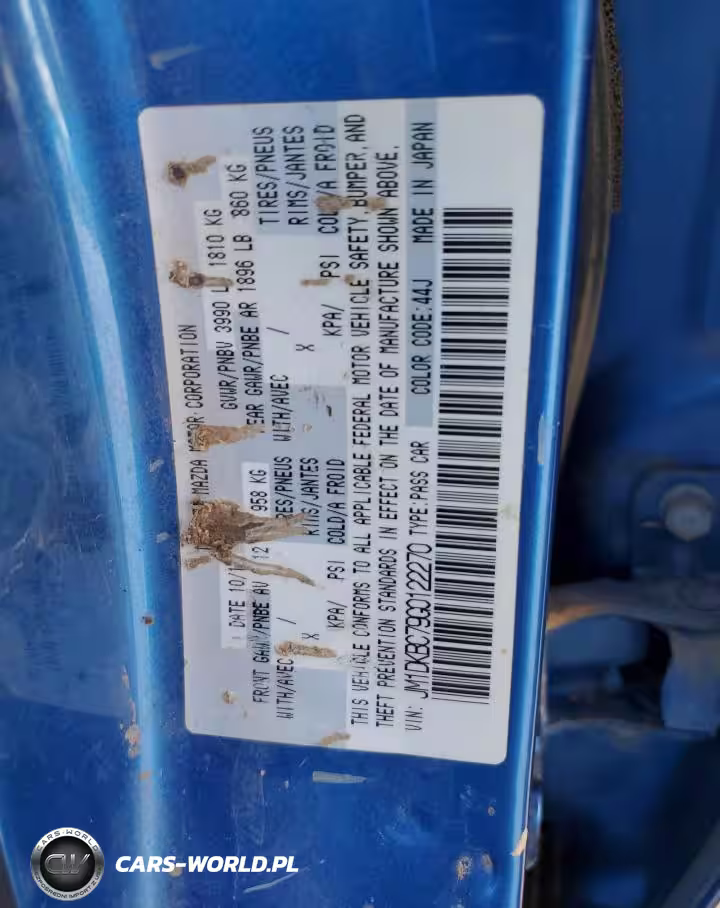 MAZDA MOTOR CORPORATION
DATE 10/1
GVWR/PNBV 3990 L 1810 KG
FRONT GAWR/PNBE AV 958 KG
REAR GAWR/PNBE AR 1896 LB 860 KG
WITH/AVEC TIRES/PNEUS WITH/AVEC TIRES/PNEUS
X RIMS/JANTES X / RIMS/JANTES
KPA/ PSI COLD/A FROID KPA/ PSI COLD/A FROID
THIS VEHICLE CONFORMS TO ALL APPLICABLE FEDERAL MOTOR VEHICLE SAFETY, BUMPER, AND
THEFT PREVENTION STANDARDS IN EFFECT ON THE DATE OF MANUFACTURE SHOWN ABOVE.
VIN: JM1DKBC79G0122270 TYPE:PASS CAR COLOR CODE:44J MADE IN JAPAN
CARS-WORLD
CW
CARS-WORLD.PL